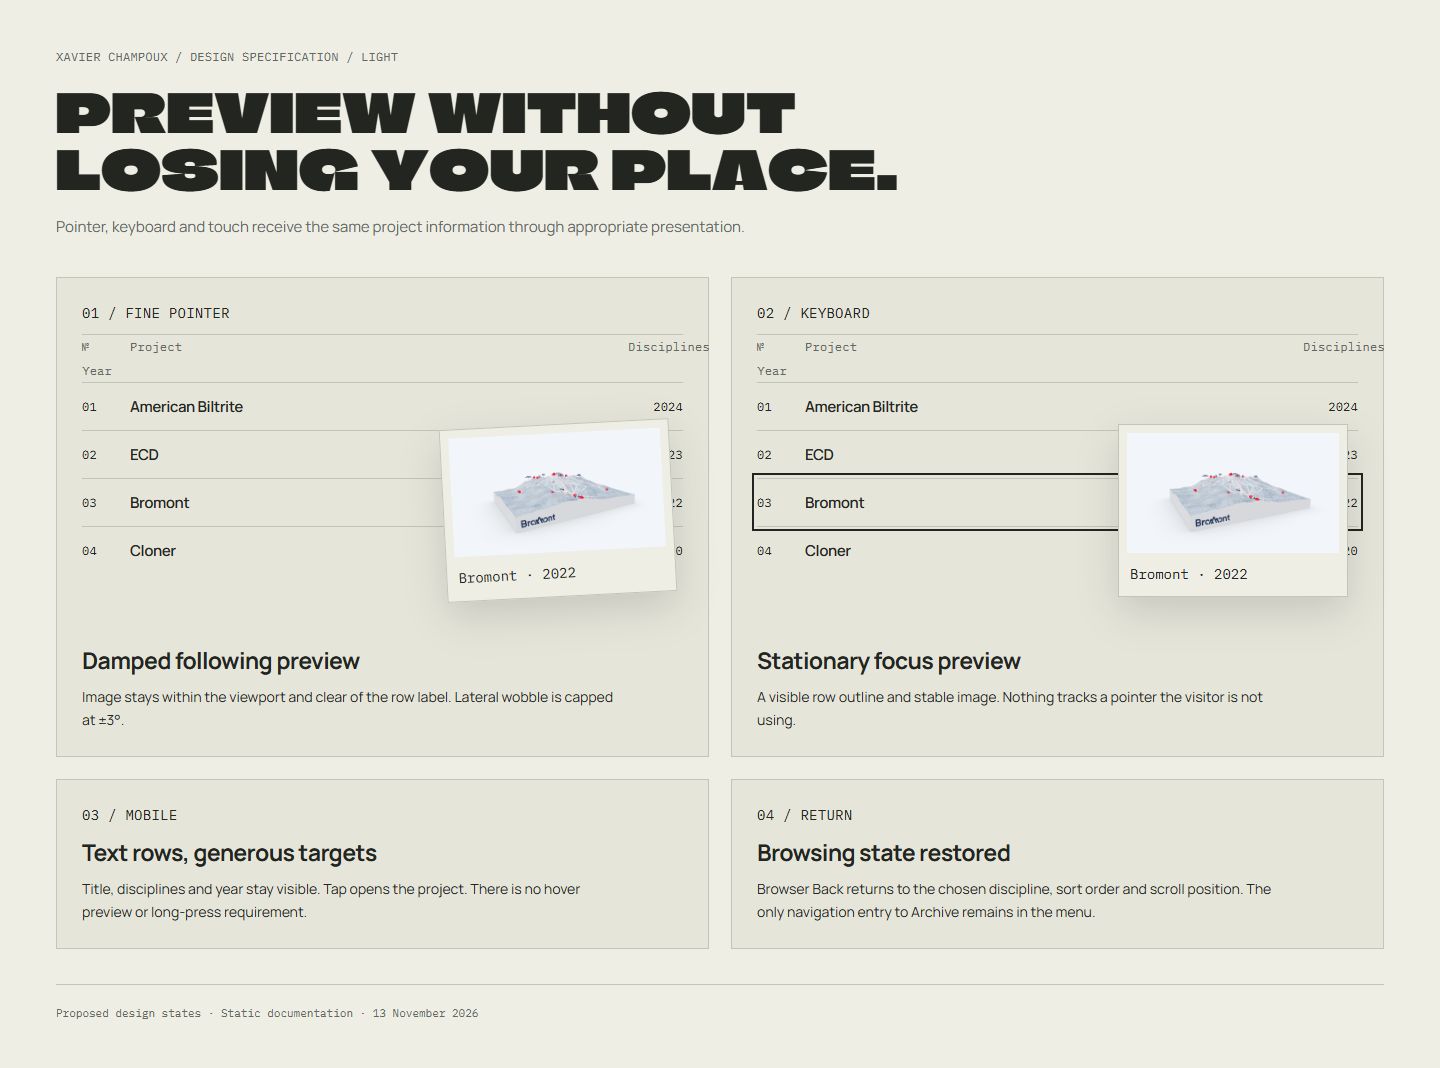 XAVIER CHAMPOUX / DESIGN SPECIFICATION / LIGHT
PREVIEW WITHOUT
LOSING YOUR PLACE.
Pointer, keyboard and touch receive the same project information through appropriate presentation.
01 / FINE POINTER
№ Project Disciplines
Year
01 American Biltrite 2024
02 ECD 23
03 Bromont 22
04 Cloner 0
Bromont
Bromont · 2022
Damped following preview
Image stays within the viewport and clear of the row label. Lateral wobble is capped
at ±3°.
02 / KEYBOARD
№ Project Disciplines
Year
01 American Biltrite 2024
02 ECD 23
03 Bromont 22
04 Cloner 20
Bromont
Bromont · 2022
Stationary focus preview
A visible row outline and stable image. Nothing tracks a pointer the visitor is not
using.
03 / MOBILE
Text rows, generous targets
Title, disciplines and year stay visible. Tap opens the project. There is no hover
preview or long-press requirement.
04 / RETURN
Browsing state restored
Browser Back returns to the chosen discipline, sort order and scroll position. The
only navigation entry to Archive remains in the menu.
Proposed design states · Static documentation · 13 November 2026